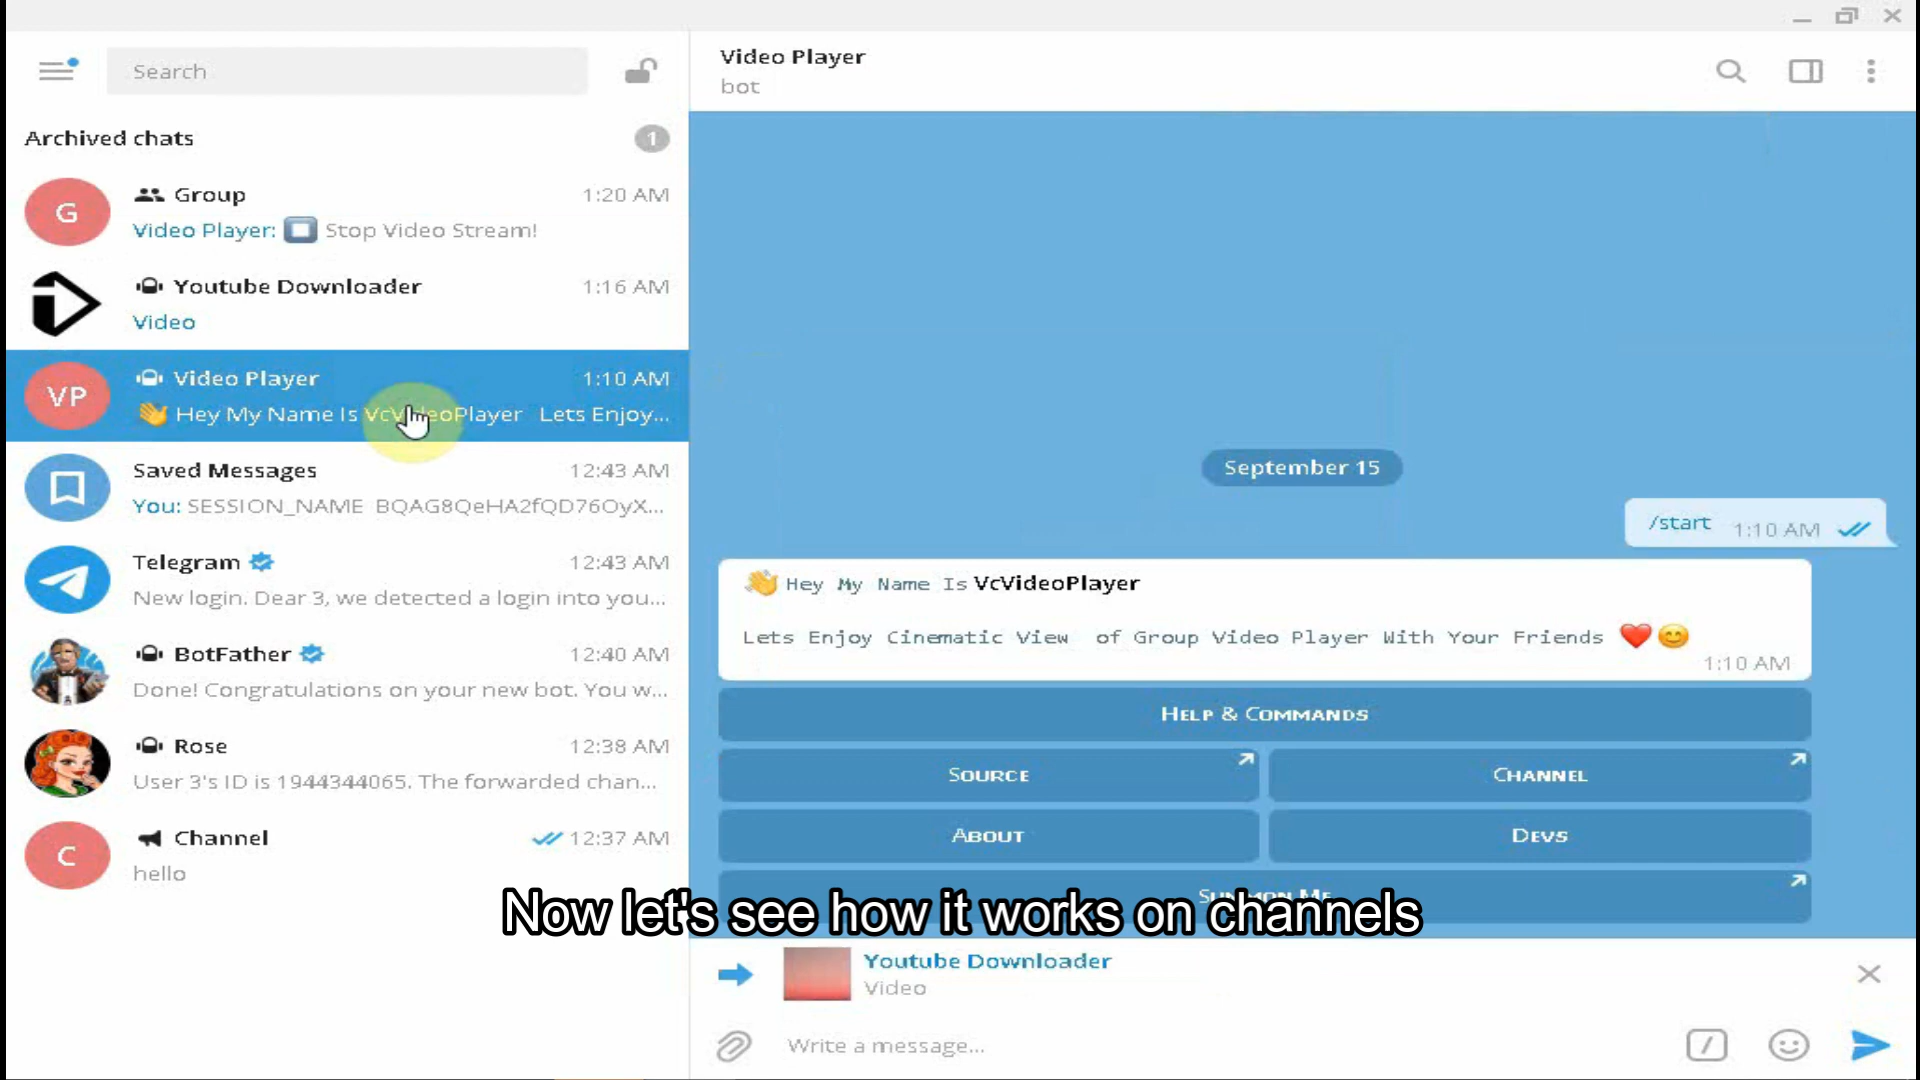 Search
Archived chats
1
G
Group
1:20 AM
Video Player: Stop Video Stream!
Youtube Downloader
1:16 AM
Video
VP
Video Player
1:10 AM
Hey My Name Is VcVideoPlayer Lets Enjoy...
Saved Messages
12:43 AM
You: SESSION_NAME BQAG8QeHA2fQD76OyX...
Telegram
12:43 AM
New login. Dear 3, we detected a login into you...
BotFather
12:40 AM
Done! Congratulations on your new bot. You w...
Rose
12:38 AM
User 3's ID is 1944344065. The forwarded chan...
C
Channel
12:37 AM
hello
Video Player
bot
September 15
/start
1:10 AM
Hey My Name Is VcVideoPlayer
Lets Enjoy Cinematic View of Group Video Player With Your Friends
1:10 AM
HELP & COMMANDS
SOURCE
CHANNEL
ABOUT
DEVS
SUMMON ME
Now let's see how it works on channels
Youtube Downloader
Video
Write a message...